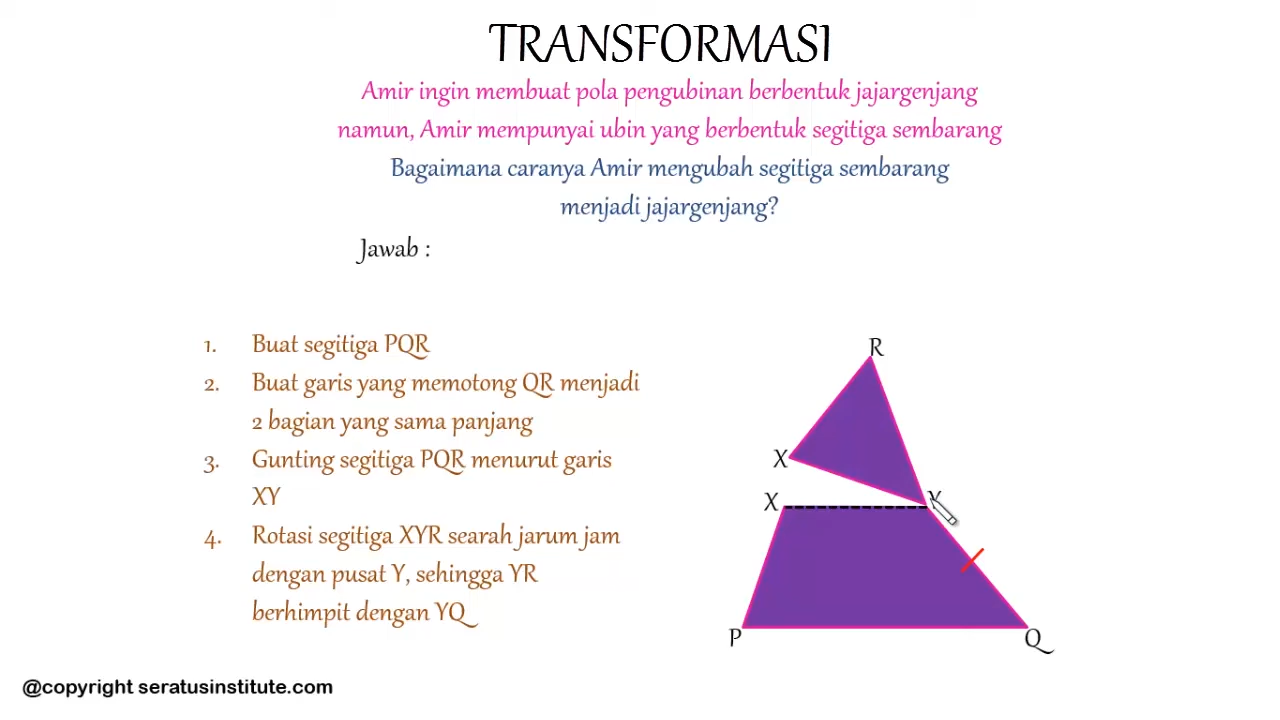 TRANSFORMASI
Amir ingin membuat pola pengubinan berbentuk jajargenjang
namun, Amir mempunyai ubin yang berbentuk segitiga sembarang
Bagaimana caranya Amir mengubah segitiga sembarang
menjadi jajargenjang?
Jawab :
1. Buat segitiga PQR
2. Buat garis yang memotong QR menjadi
2 bagian yang sama panjang
3. Gunting segitiga PQR menurut garis
XY
4. Rotasi segitiga XYR searah jarum jam
dengan pusat Y, sehingga YR
berhimpit dengan YQ
R
X
X
Y
P
Q
@copyright seratusinstitute.com